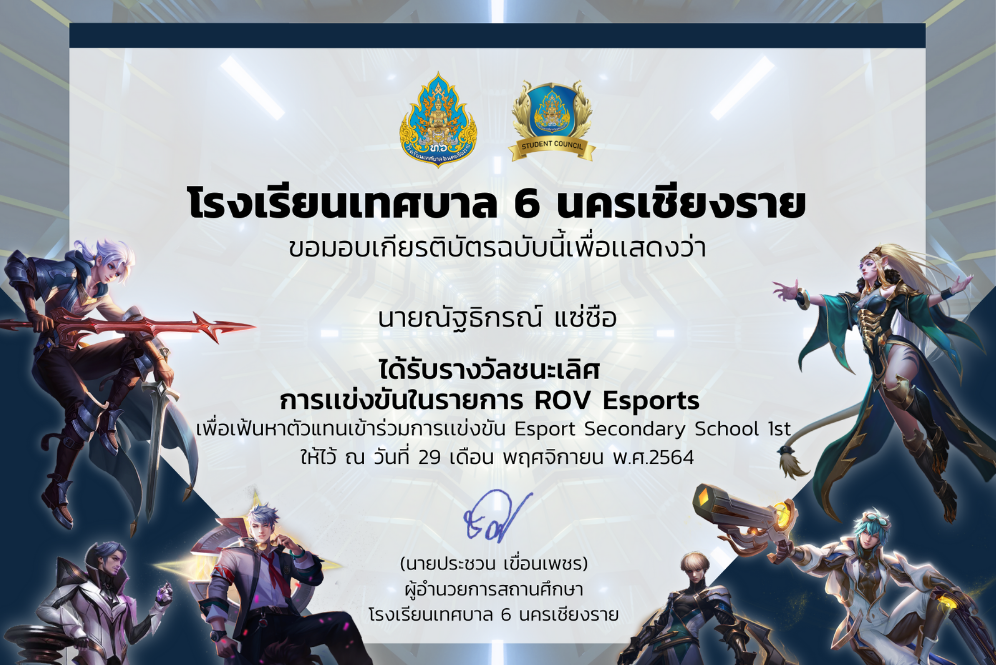 STUDENT COUNCIL
โรงเรียนเทศบาล 6 นครเชียงราย
ขอมอบเกียรติบัตรฉบับนี้เพื่อแสดงว่า
นายณัฐธิกรณ์ แซ่ซือ
ได้รับรางวัลชนะเลิศ
การแข่งขันในรายการ ROV Esports
เพื่อเฟ้นหาตัวแทนเข้าร่วมการแข่งขัน Esport Secondary School 1st
ให้ไว้ ณ วันที่ 29 เดือน พฤศจิกายน พ.ศ.2564
(นายประชวน เขื่อนเพชร)
ผู้อำนวยการสถานศึกษา
โรงเรียนเทศบาล 6 นครเชียงราย